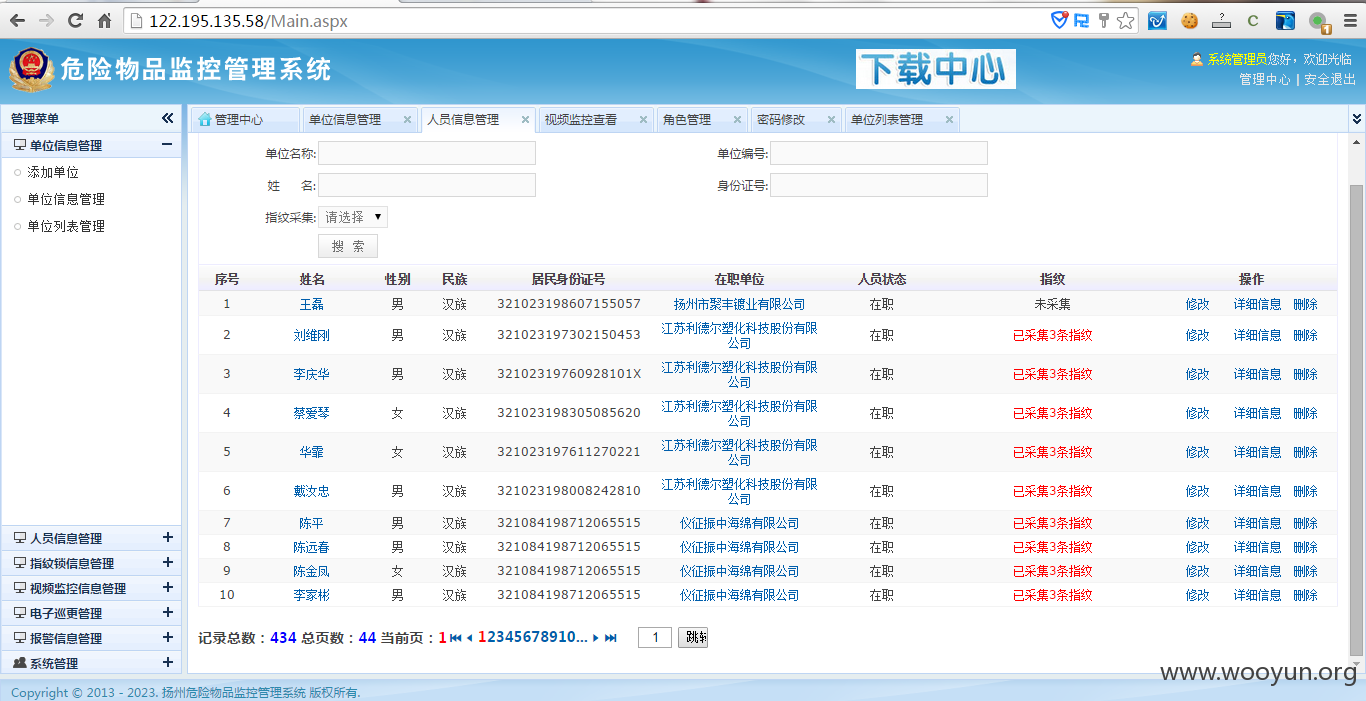 122.195.135.58/Main.aspx
危险物品监控管理系统
下载中心
系统管理员您好，欢迎光临
管理中心 | 安全退出
管理菜单
管理中心 单位信息管理 人员信息管理 视频监控查看 角色管理 密码修改 单位列表管理
单位信息管理
添加单位
单位信息管理
单位列表管理
人员信息管理
指纹锁信息管理
视频监控信息管理
电子巡更管理
报警信息管理
系统管理
单位名称: 单位编号:
姓 名: 身份证号:
指纹采集: 请选择
搜 索
序号 姓名 性别 民族 居民身份证号 在职单位 人员状态 指纹 操作
1 王磊 男 汉族 321023198607155057 扬州市聚丰镀业有限公司 在职 未采集 修改 详细信息 删除
2 刘维刚 男 汉族 321023197302150453 江苏利德尔塑化科技股份有限公司 在职 已采集3条指纹 修改 详细信息 删除
3 李庆华 男 汉族 32102319760928101X 江苏利德尔塑化科技股份有限公司 在职 已采集3条指纹 修改 详细信息 删除
4 蔡爱琴 女 汉族 321023198305085620 江苏利德尔塑化科技股份有限公司 在职 已采集3条指纹 修改 详细信息 删除
5 华霏 女 汉族 321023197611270221 江苏利德尔塑化科技股份有限公司 在职 已采集3条指纹 修改 详细信息 删除
6 戴汝忠 男 汉族 321023198008242810 江苏利德尔塑化科技股份有限公司 在职 已采集3条指纹 修改 详细信息 删除
7 陈平 男 汉族 321084198712065515 仪征振中海绵有限公司 在职 已采集3条指纹 修改 详细信息 删除
8 陈远春 男 汉族 321084198712065515 仪征振中海绵有限公司 在职 已采集3条指纹 修改 详细信息 删除
9 陈金凤 女 汉族 321084198712065515 仪征振中海绵有限公司 在职 已采集3条指纹 修改 详细信息 删除
10 李家彬 男 汉族 321084198712065515 仪征振中海绵有限公司 在职 已采集3条指纹 修改 详细信息 删除
记录总数：434 总页数：44 当前页：1 12345678910... 1 跳转
www.wooyun.org
Copyright © 2013 - 2023. 扬州危险物品监控管理系统 版权所有.